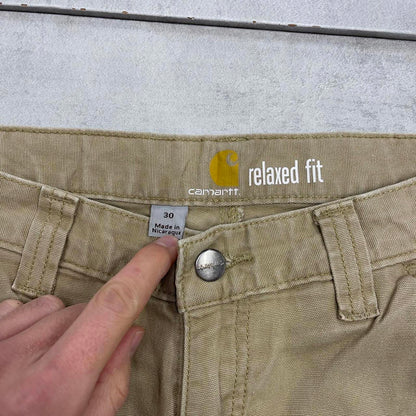 carhartt
relaxed fit
30
Made in
Nicaragua